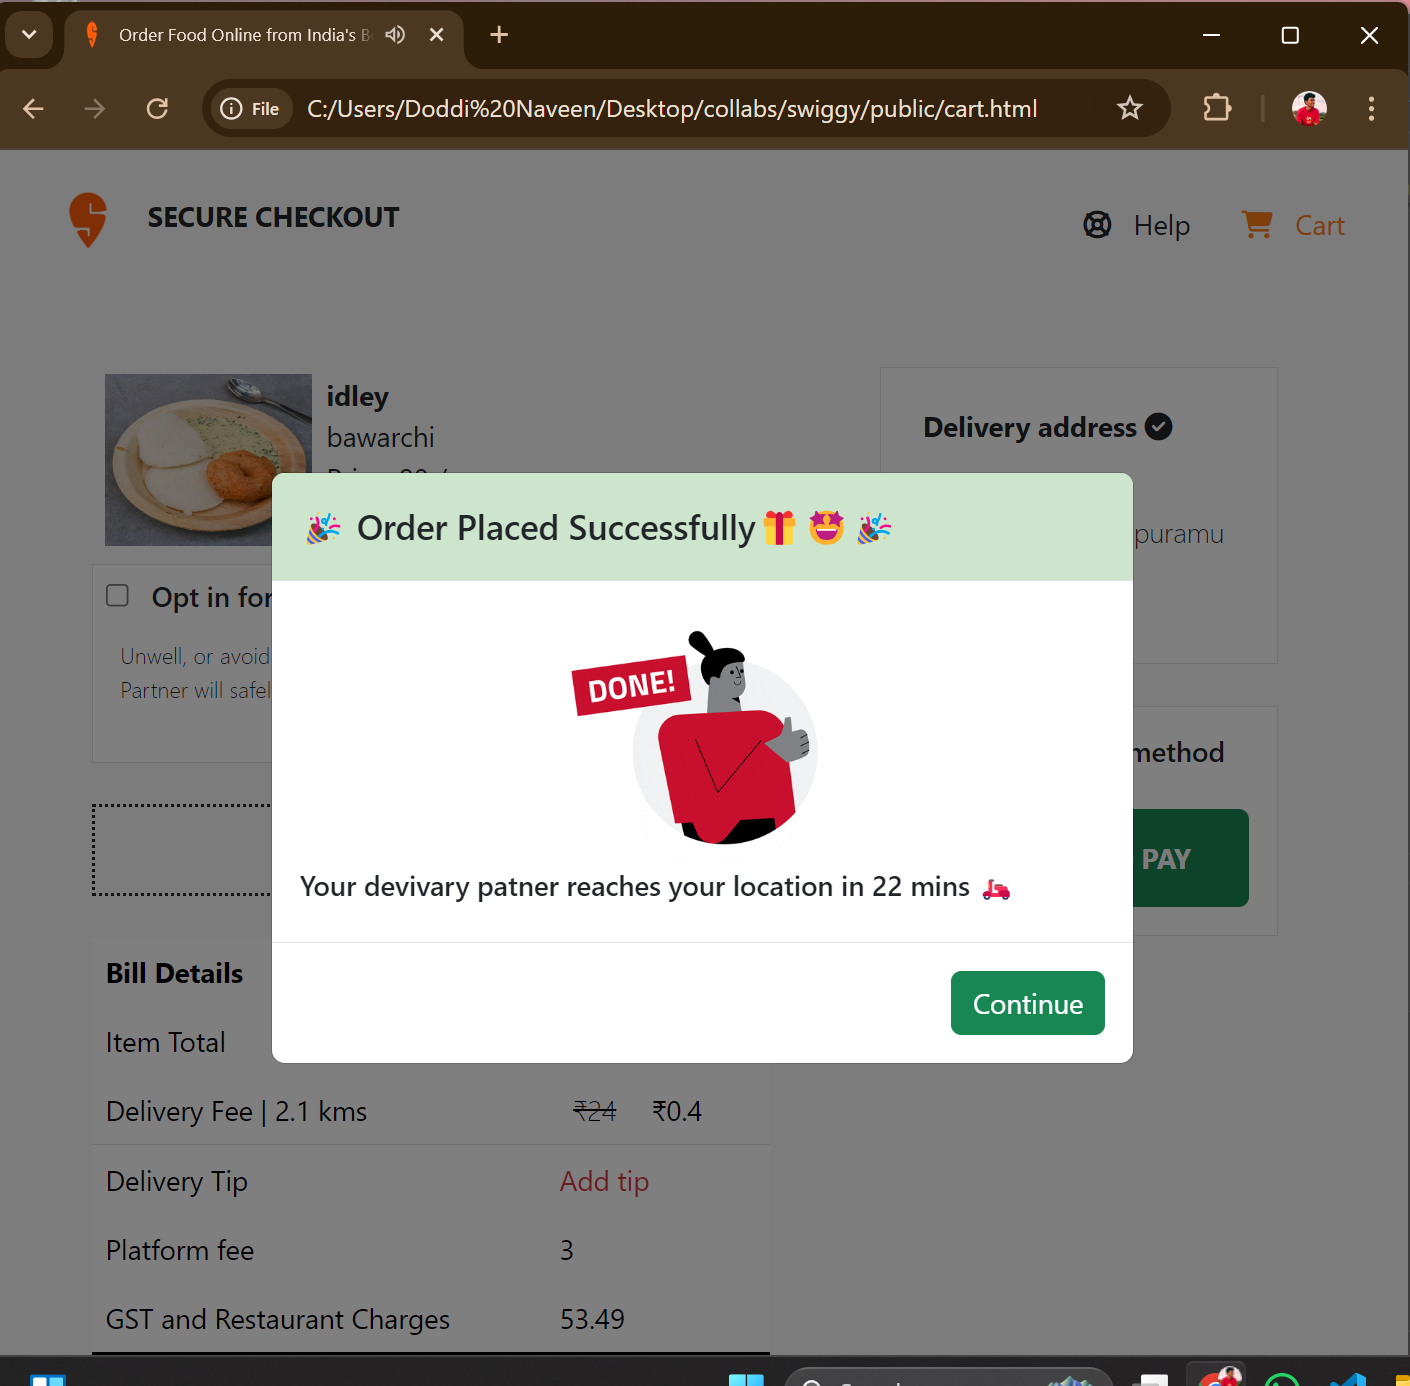 Order Food Online from India's B
File
C:/Users/Doddi%20Naveen/Desktop/collabs/swiggy/public/cart.html
SECURE CHECKOUT
Help
Cart
idley
bawarchi
Delivery address
puramu
🎉 Order Placed Successfully🎁🤩🎉
Opt in for
Unwell, or avoid
Partner will safel
DONE!
method
PAY
Your devivary patner reaches your location in 22 mins 🛵
Continue
Bill Details
Item Total
Delivery Fee | 2.1 kms ₹24 ₹0.4
Delivery Tip Add tip
Platform fee 3
GST and Restaurant Charges 53.49